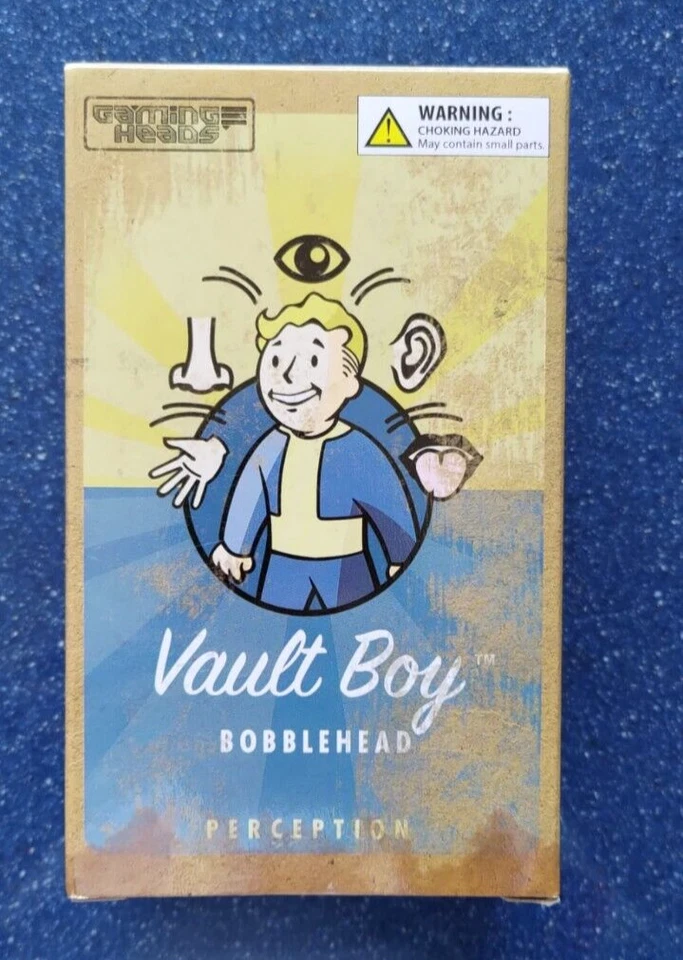 GAMING
HEADS
WARNING :
CHOKING HAZARD
May contain small parts.
Vault Boy™
BOBBLEHEAD
PERCEPTION